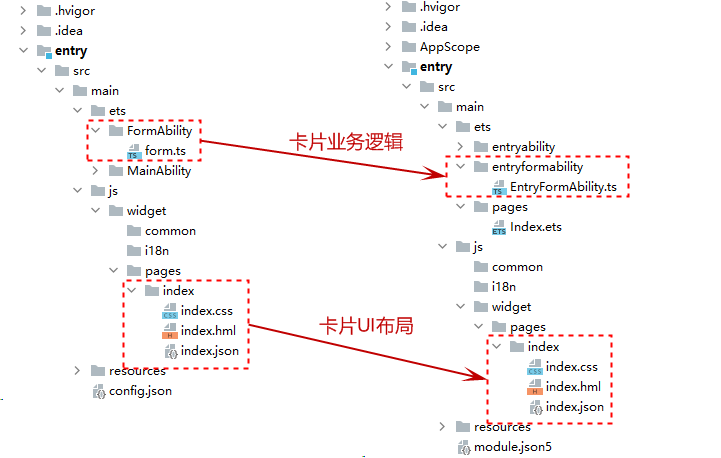 .hvigor
.idea
entry
src
main
ets
FormAbility
TS
form.ts
MainAbility
js
widget
common
i18n
pages
index
CSS
index.css
H
index.hml
index.json
resources
config.json
卡片业务逻辑
卡片UI布局
.hvigor
.idea
AppScope
entry
src
main
ets
entryability
entryformability
TS
EntryFormAbility.ts
pages
ETS
Index.ets
js
common
i18n
widget
pages
index
CSS
index.css
H
index.hml
index.json
resources
module.json5